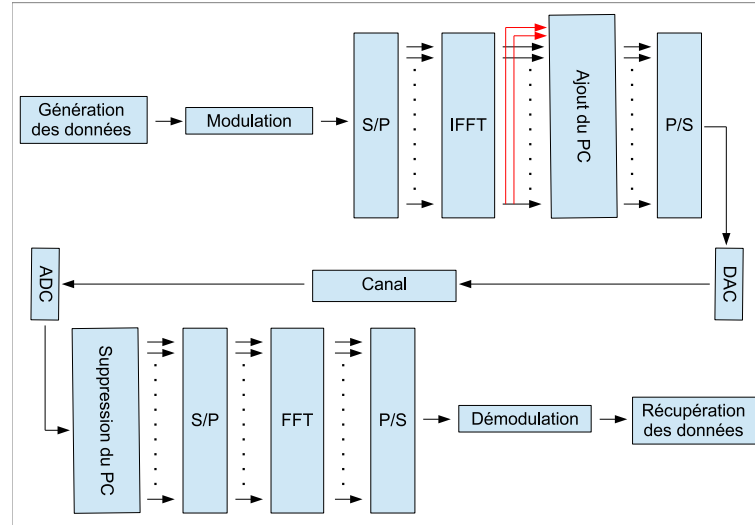 Génération
des données
Modulation
S/P
IFFT
Ajout du PC
P/S
DAC
Canal
ADC
Suppression du PC
S/P
FFT
P/S
Démodulation
Récupération
des données